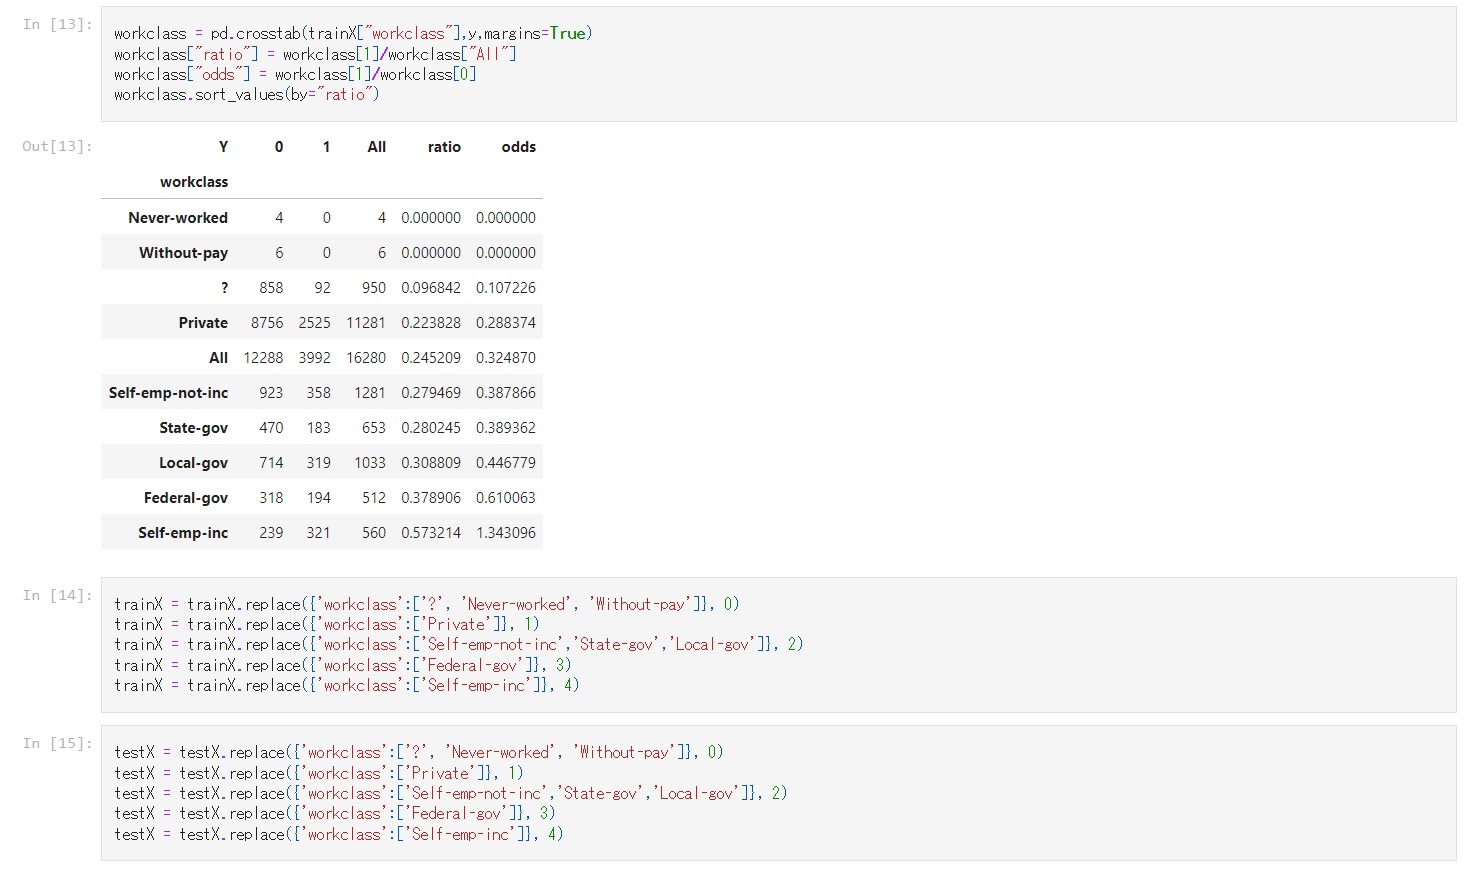 In [13]:
workclass = pd.crosstab(trainX["workclass"],y,margins=True)
workclass["ratio"] = workclass[1]/workclass["All"]
workclass["odds"] = workclass[1]/workclass[0]
workclass.sort_values(by="ratio")
Out[13]:
Y 0 1 All ratio odds
workclass
Never-worked 4 0 4 0.000000 0.000000
Without-pay 6 0 6 0.000000 0.000000
? 858 92 950 0.096842 0.107226
Private 8756 2525 11281 0.223828 0.288374
All 12288 3992 16280 0.245209 0.324870
Self-emp-not-inc 923 358 1281 0.279469 0.387866
State-gov 470 183 653 0.280245 0.389362
Local-gov 714 319 1033 0.308809 0.446779
Federal-gov 318 194 512 0.378906 0.610063
Self-emp-inc 239 321 560 0.573214 1.343096
In [14]:
trainX = trainX.replace({'workclass':['?', 'Never-worked', 'Without-pay']}, 0)
trainX = trainX.replace({'workclass':['Private']}, 1)
trainX = trainX.replace({'workclass':['Self-emp-not-inc','State-gov','Local-gov']}, 2)
trainX = trainX.replace({'workclass':['Federal-gov']}, 3)
trainX = trainX.replace({'workclass':['Self-emp-inc']}, 4)
In [15]:
testX = testX.replace({'workclass':['?', 'Never-worked', 'Without-pay']}, 0)
testX = testX.replace({'workclass':['Private']}, 1)
testX = testX.replace({'workclass':['Self-emp-not-inc','State-gov','Local-gov']}, 2)
testX = testX.replace({'workclass':['Federal-gov']}, 3)
testX = testX.replace({'workclass':['Self-emp-inc']}, 4)